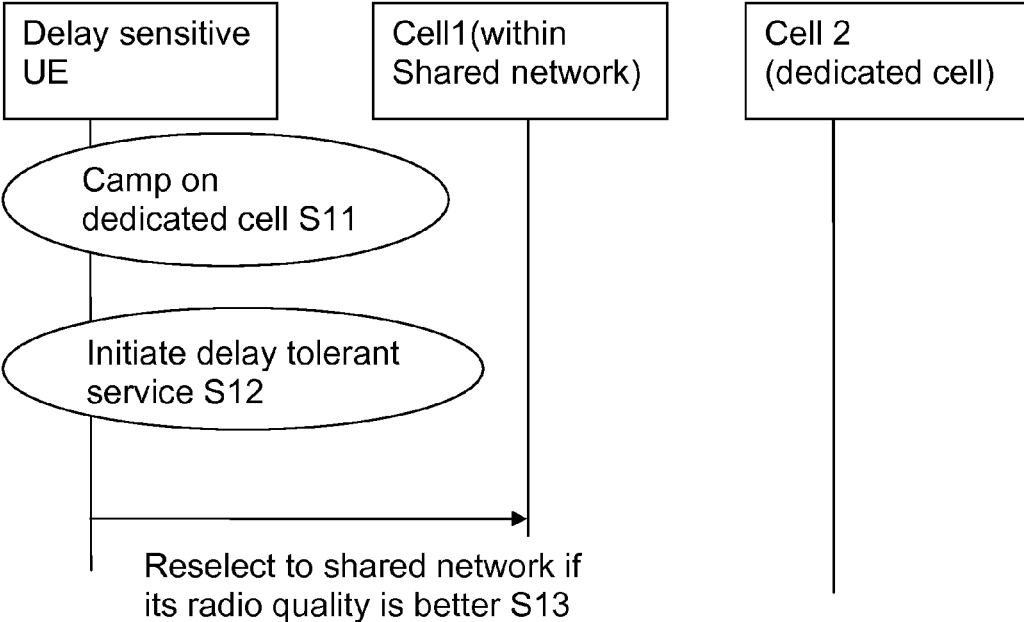 Delay sensitive
UE
Cell1(within
Shared network)
Cell 2
(dedicated cell)
Camp on
dedicated cell S11
Initiate delay tolerant
service S12
Reselect to shared network if
its radio quality is better S13